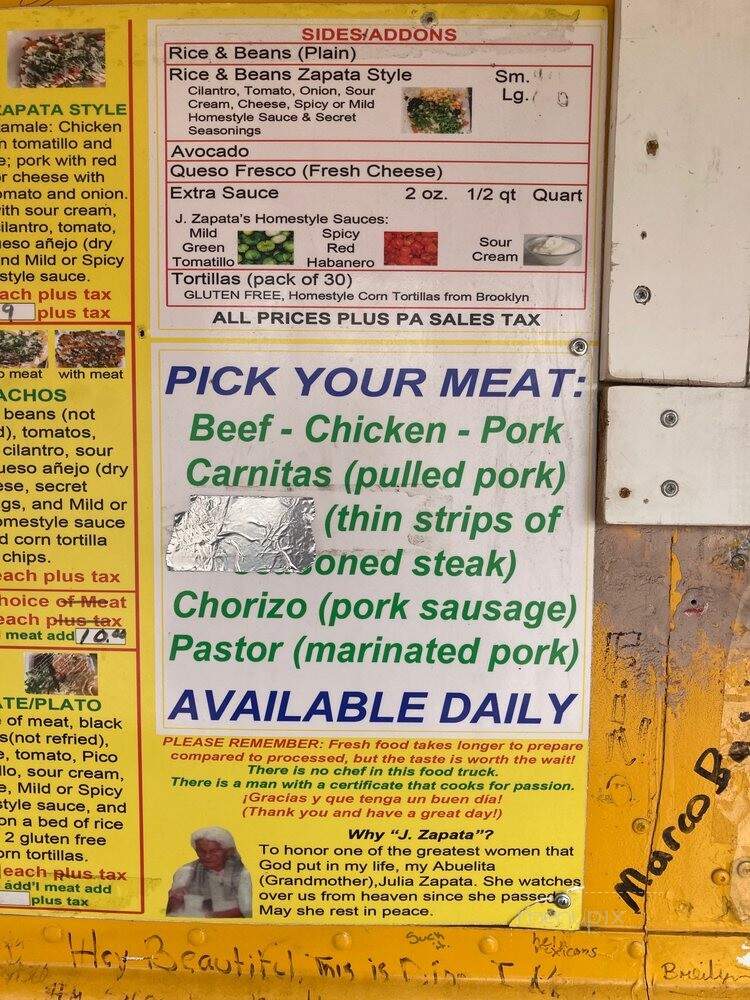 ZAPATA STYLE
amale: Chicken
n tomatillo and
e; pork with red
or cheese with
omato and onion.
with sour cream,
cilantro, tomato,
ueso añejo (dry
and Mild or Spicy
style sauce.
each plus tax
9 plus tax
o meat with meat
ACHOS
beans (not
d), tomatos,
cilantro, sour
ueso añejo (dry
ese, secret
gs, and Mild or
omestyle sauce
d corn tortilla
chips.
each plus tax
hoice of Meat
each plus tax
meat add 10.00
ATE/PLATO
of meat, black
s(not refried),
e, tomato, Pico
llo, sour cream,
e, Mild or Spicy
style sauce, and
on a bed of rice
2 gluten free
orn tortillas.
each plus tax
add'l meat add
plus tax
SIDES/ADDONS
Rice & Beans (Plain)
Rice & Beans Zapata Style Sm.
Lg.
Cilantro, Tomato, Onion, Sour
Cream, Cheese, Spicy or Mild
Homestyle Sauce & Secret
Seasonings
Avocado
Queso Fresco (Fresh Cheese)
Extra Sauce 2 oz. 1/2 qt Quart
J. Zapata's Homestyle Sauces:
Mild Green Tomatillo
Spicy Red Habanero
Sour Cream
Tortillas (pack of 30)
GLUTEN FREE, Homestyle Corn Tortillas from Brooklyn
ALL PRICES PLUS PA SALES TAX
PICK YOUR MEAT:
Beef - Chicken - Pork
Carnitas (pulled pork)
(thin strips of
oned steak)
Chorizo (pork sausage)
Pastor (marinated pork)
AVAILABLE DAILY
PLEASE REMEMBER: Fresh food takes longer to prepare
compared to processed, but the taste is worth the wait!
There is no chef in this food truck.
There is a man with a certificate that cooks for passion.
¡Gracias y que tenga un buen día!
(Thank you and have a great day!)
Why "J. Zapata"?
To honor one of the greatest women that
God put in my life, my Abuelita
(Grandmother),Julia Zapata. She watches
over us from heaven since she passed
May she rest in peace.
Marco
Hey Beautiful, This is